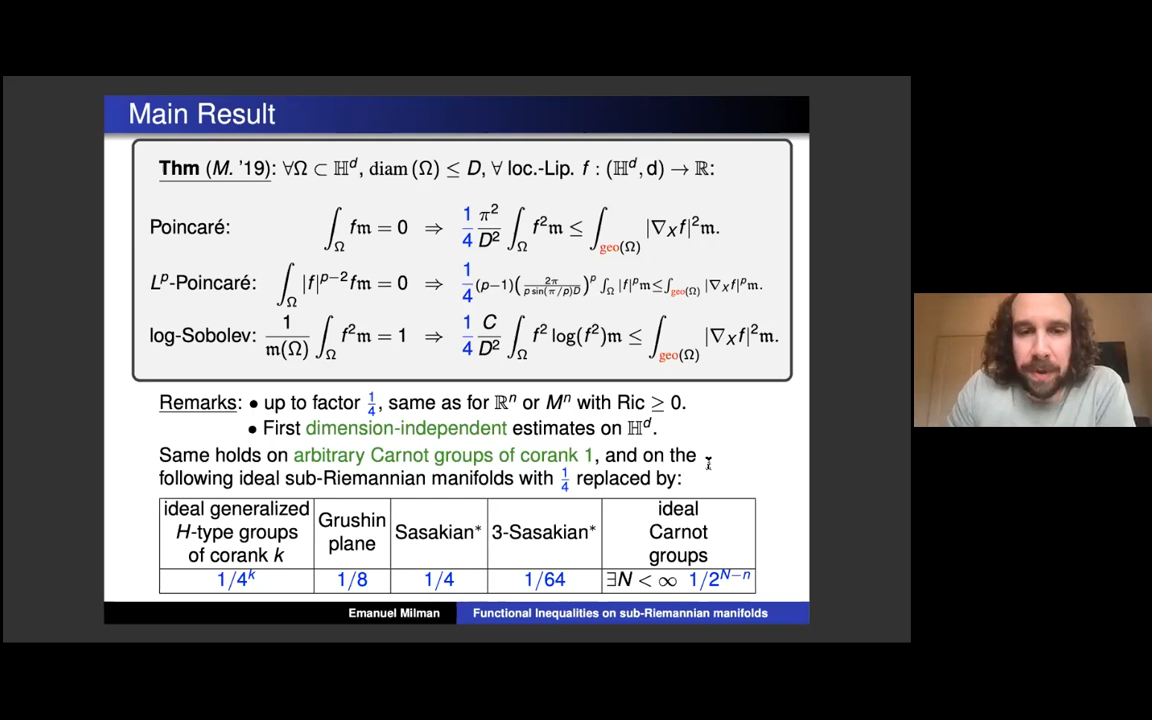 Main Result
Thm (M. '19): ∀Ω ⊂ ℍ^d, diam (Ω) ≤ D, ∀ loc.-Lip. f : (ℍ^d, d) → ℝ:
Poincaré: ∫_Ω f𝔪 = 0 ⇒ 1/4 π²/D² ∫_Ω f²𝔪 ≤ ∫_geo(Ω) |∇_X f|²𝔪.
L^p-Poincaré: ∫_Ω |f|^{p−2} f𝔪 = 0 ⇒ 1/4 (p−1)(2π/(p sin(π/p)D))^p ∫_Ω |f|^p 𝔪 ≤ ∫_geo(Ω) |∇_X f|^p 𝔪.
log-Sobolev: 1/𝔪(Ω) ∫_Ω f²𝔪 = 1 ⇒ 1/4 C/D² ∫_Ω f² log(f²)𝔪 ≤ ∫_geo(Ω) |∇_X f|²𝔪.
Remarks: • up to factor 1/4, same as for ℝ^n or M^n with Ric ≥ 0.
• First dimension-independent estimates on ℍ^d.
Same holds on arbitrary Carnot groups of corank 1, and on the
following ideal sub-Riemannian manifolds with 1/4 replaced by:
ideal generalized H-type groups of corank k | Grushin plane | Sasakian* | 3-Sasakian* | ideal Carnot groups
1/4^k | 1/8 | 1/4 | 1/64 | ∃N < ∞ 1/2^{N−n}
Emanuel Milman Functional Inequalities on sub-Riemannian manifolds